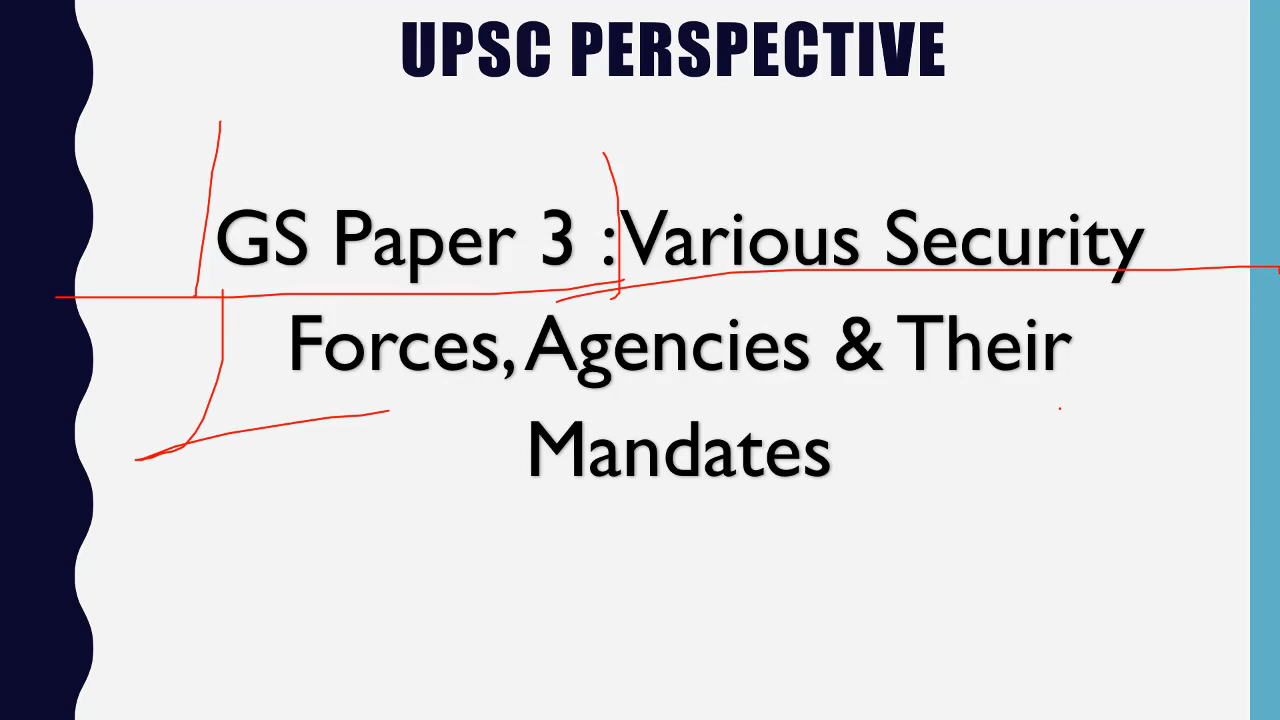 UPSC PERSPECTIVE
GS Paper 3 : Various Security
Forces, Agencies & Their
Mandates